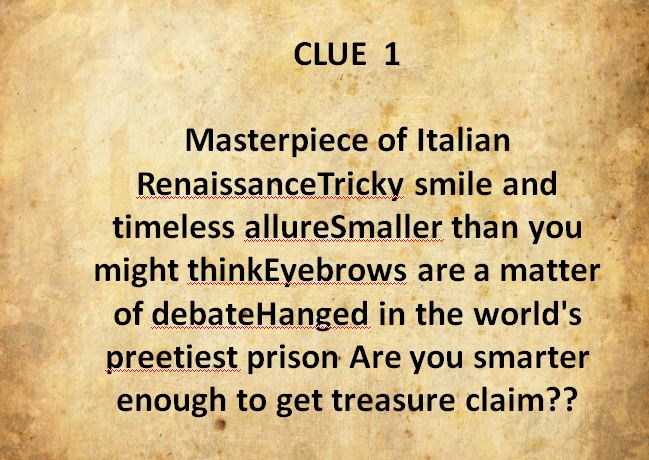 CLUE 1
Masterpiece of Italian
RenaissanceTricky smile and
timeless allureSmaller than you
might thinkEyebrows are a matter
of debateHanged in the world's
preetiest prison Are you smarter
enough to get treasure claim??